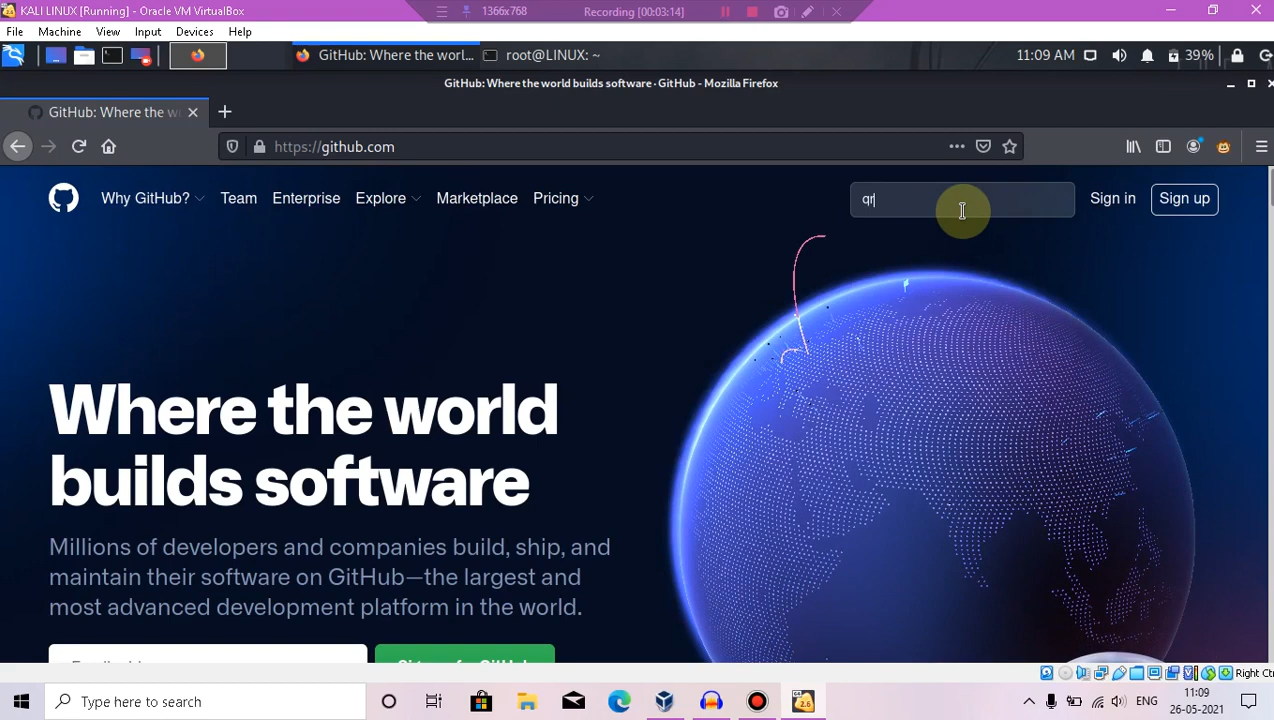 KALI LINUX [Running] - Oracle VM VirtualBox
1366x768
Recording [00:03:14]
File Machine View Input Devices Help
GitHub: Where the worl...
root@LINUX: ~
11:09 AM
39%
GitHub: Where the world builds software · GitHub - Mozilla Firefox
GitHub: Where the w
https://github.com
Why GitHub? Team Enterprise Explore Marketplace Pricing
qr
Sign in
Sign up
Where the world
builds software
Millions of developers and companies build, ship, and
maintain their software on GitHub—the largest and
most advanced development platform in the world.
Right Ctrl
Type here to search
2.6
ENG
11:09
26-05-2021